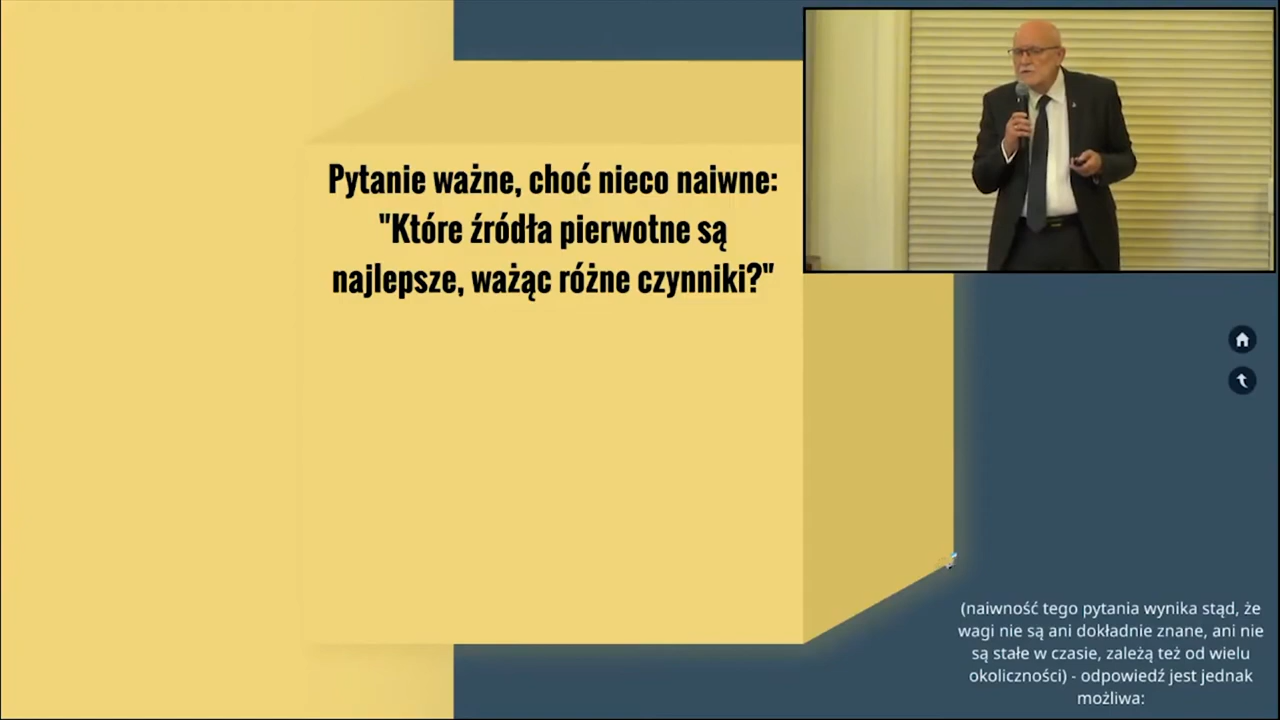 Pytanie ważne, choć nieco naiwne:
"Które źródła pierwotne są
najlepsze, ważąc różne czynniki?"
(naiwność tego pytania wynika stąd, że
wagi nie są ani dokładnie znane, ani nie
są stałe w czasie, zależą też od wielu
okoliczności) - odpowiedź jest jednak
możliwa: